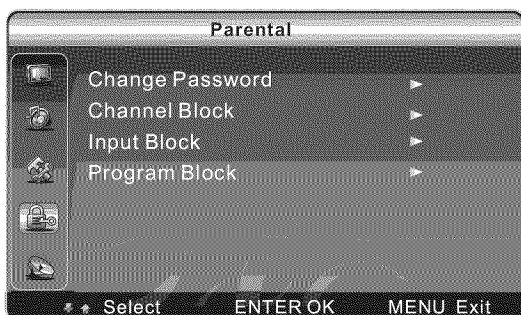 Parental
Change Password
Channel Block
Input Block
Program Block
Select ENTER OK MENU Exit